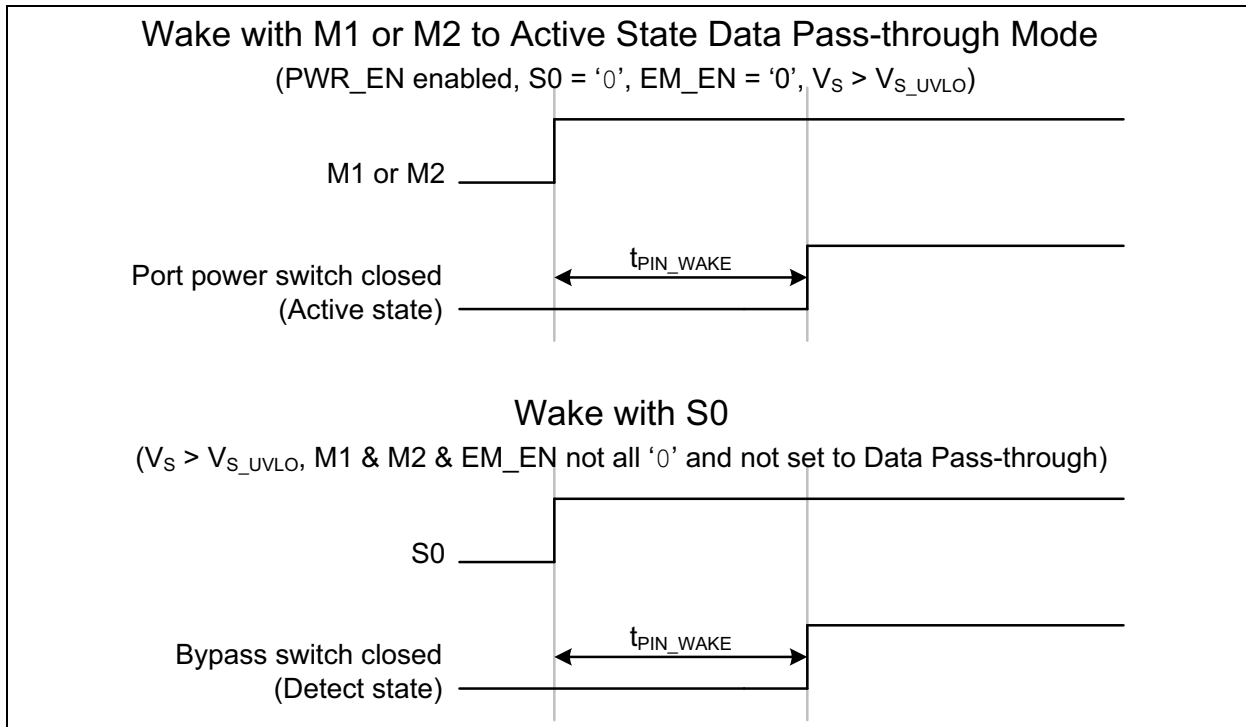 Wake with M1 or M2 to Active State Data Pass-through Mode
(PWR_EN enabled, S0 = ‘0’, EM_EN = ‘0’, VS > VS_UVLO)
M1 or M2
tPIN_WAKE
Port power switch closed
(Active state)
Wake with S0
(VS > VS_UVLO, M1 & M2 & EM_EN not all ‘0’ and not set to Data Pass-through)
S0
tPIN_WAKE
Bypass switch closed
(Detect state)